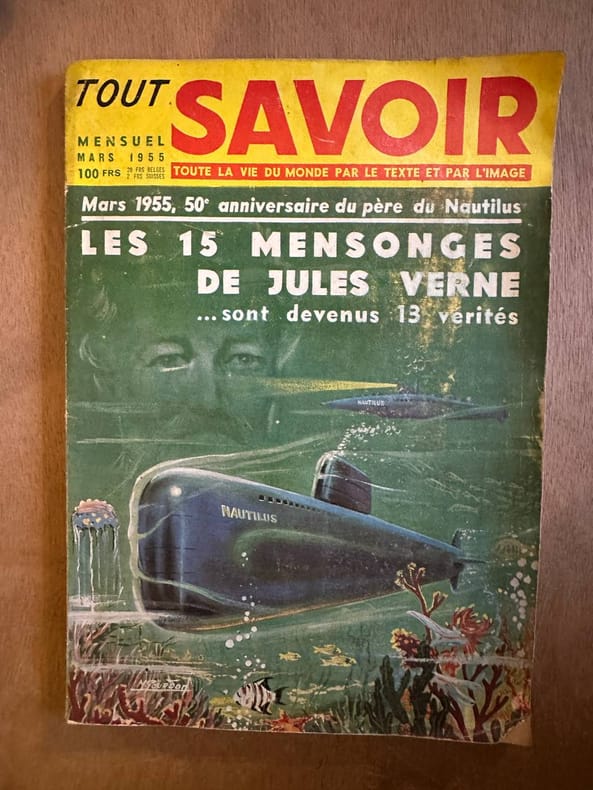 TOUT SAVOIR
MENSUEL
MARS 1955
100 FRS 20 FRS BELGES
2 FRS SUISSES
TOUTE LA VIE DU MONDE PAR LE TEXTE ET PAR L'IMAGE
Mars 1955, 50e anniversaire du père du Nautilus
LES 15 MENSONGES
DE JULES VERNE
...sont devenus 13 vérités
NAUTILUS
NAUTILUS